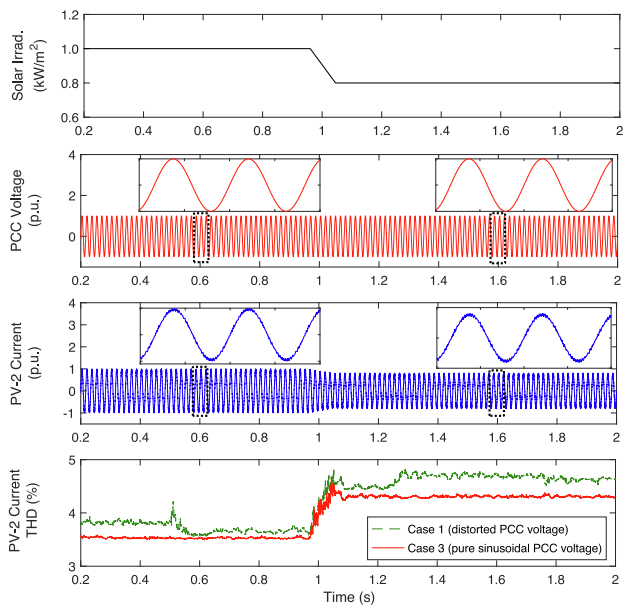 1.2
1.0
0.8
0.6
Solar Irrad.
(kW/m²)
0.2 0.4 0.6 0.8 1 1.2 1.4 1.6 1.8 2
4
2
0
PCC Voltage
(p.u.)
0.2 0.4 0.6 0.8 1 1.2 1.4 1.6 1.8 2
4
3
2
1
0
-1
PV-2 Current
(p.u.)
0.2 0.4 0.6 0.8 1 1.2 1.4 1.6 1.8 2
5
4
3
PV-2 Current
THD (%)
Case 1 (distorted PCC voltage)
Case 3 (pure sinusoidal PCC voltage)
0.2 0.4 0.6 0.8 1 1.2 1.4 1.6 1.8 2
Time (s)